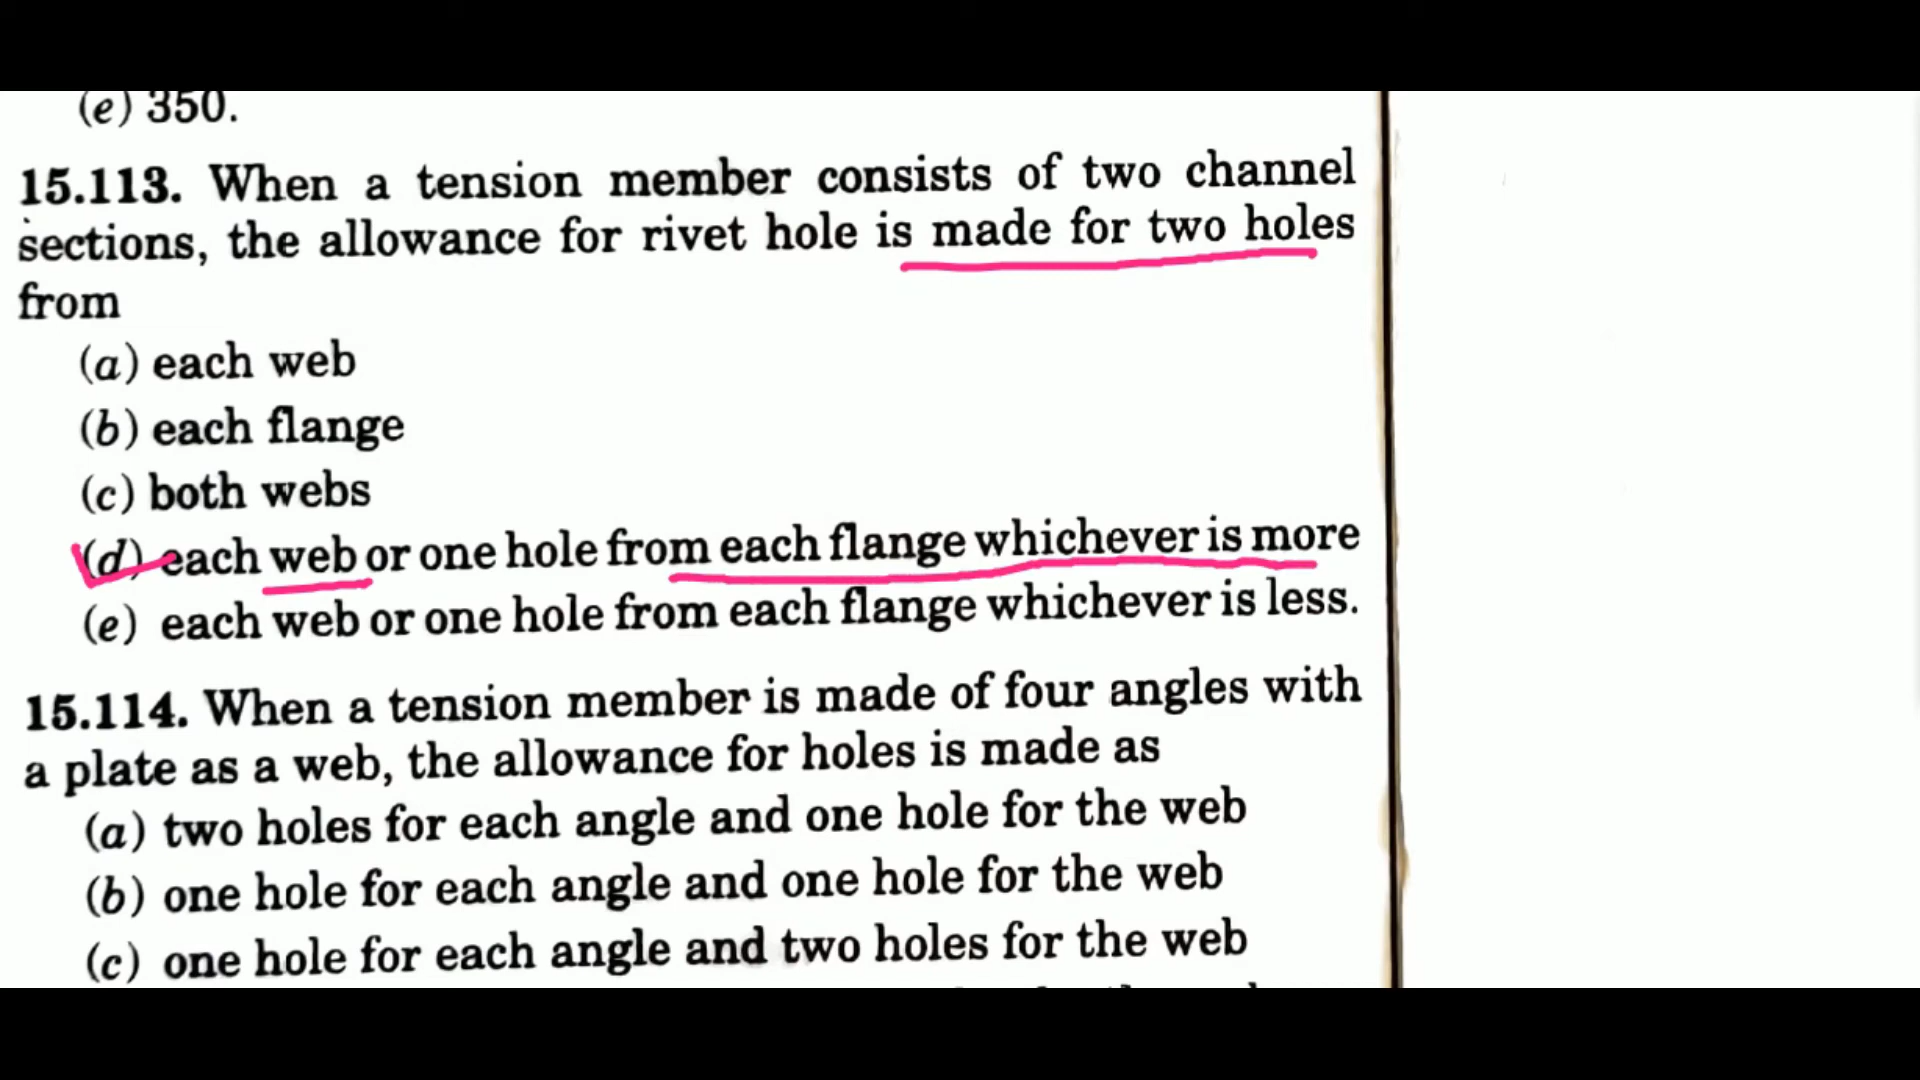 (e) 350.
15.113. When a tension member consists of two channel
sections, the allowance for rivet hole is made for two holes
from
(a) each web
(b) each flange
(c) both webs
(d) each web or one hole from each flange whichever is more
(e) each web or one hole from each flange whichever is less.
15.114. When a tension member is made of four angles with
a plate as a web, the allowance for holes is made as
(a) two holes for each angle and one hole for the web
(b) one hole for each angle and one hole for the web
(c) one hole for each angle and two holes for the web